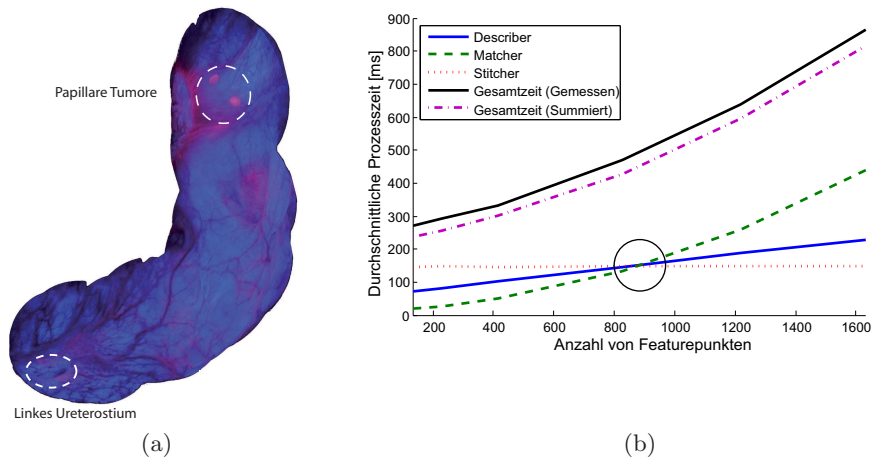 Papillare Tumore
Linkes Ureterostium
(a)
900
800
700
600
500
400
300
200
100
0
Durchschnittliche Prozesszeit [ms]
Describer
Matcher
Stitcher
Gesamtzeit (Gemessen)
Gesamtzeit (Summiert)
200 400 600 800 1000 1200 1400 1600
Anzahl von Featurepunkten
(b)